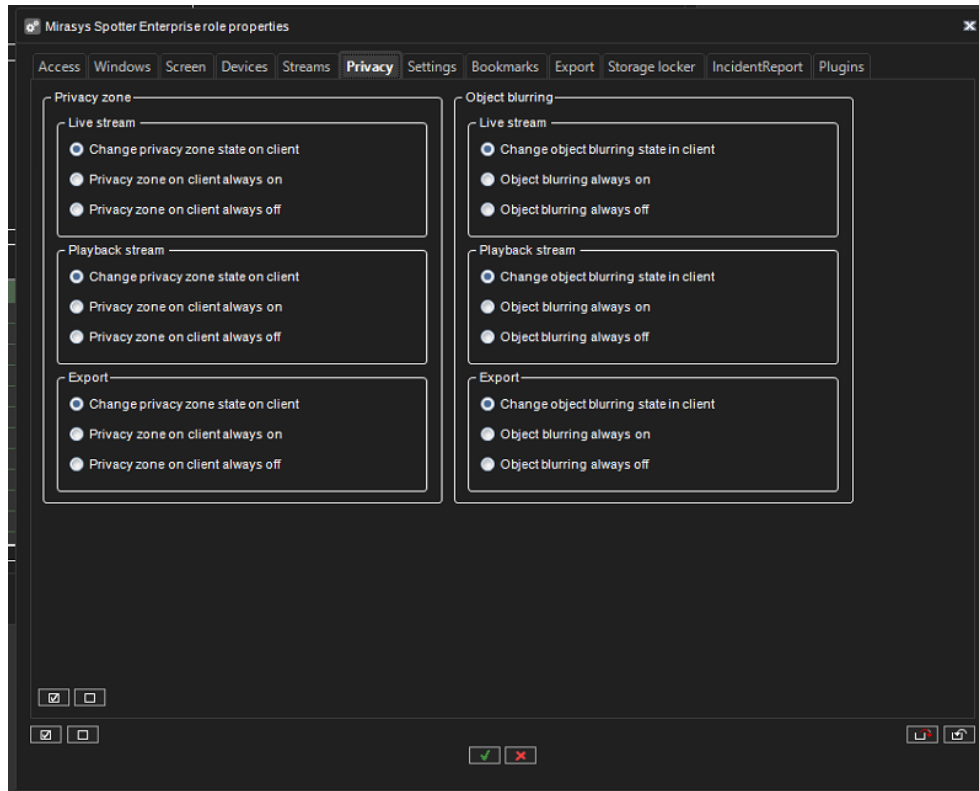 Mirasys Spotter Enterprise role properties
Access Windows Screen Devices Streams Privacy Settings Bookmarks Export Storage locker IncidentReport Plugins
Privacy zone
Live stream
Change privacy zone state on client
Privacy zone on client always on
Privacy zone on client always off
Playback stream
Change privacy zone state on client
Privacy zone on client always on
Privacy zone on client always off
Export
Change privacy zone state on client
Privacy zone on client always on
Privacy zone on client always off
Object blurring
Live stream
Change object blurring state in client
Object blurring always on
Object blurring always off
Playback stream
Change object blurring state in client
Object blurring always on
Object blurring always off
Export
Change object blurring state in client
Object blurring always on
Object blurring always off